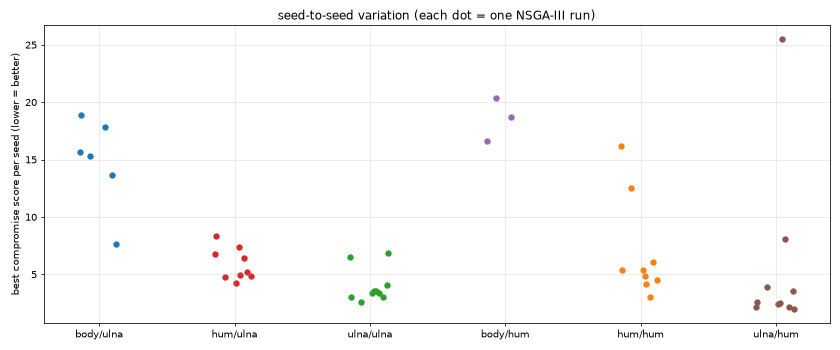 seed-to-seed variation (each dot = one NSGA-III run)
best compromise score per seed (lower = better)
25
20
15
10
5
body/ulna
hum/ulna
ulna/ulna
body/hum
hum/hum
ulna/hum